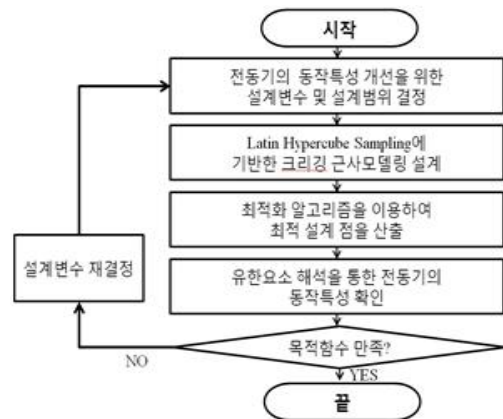 시작
전동기의 동작특성 개선을 위한
설계변수 및 설계범위 결정
Latin Hypercube Sampling에
기반한 크리깅 근사모델링 설계
최적화 알고리즘을 이용하여
최적 설계 점을 산출
설계변수 재결정
유한요소 해석을 통한 전동기의
동작특성 확인
목적함수 만족?
NO
YES
끝